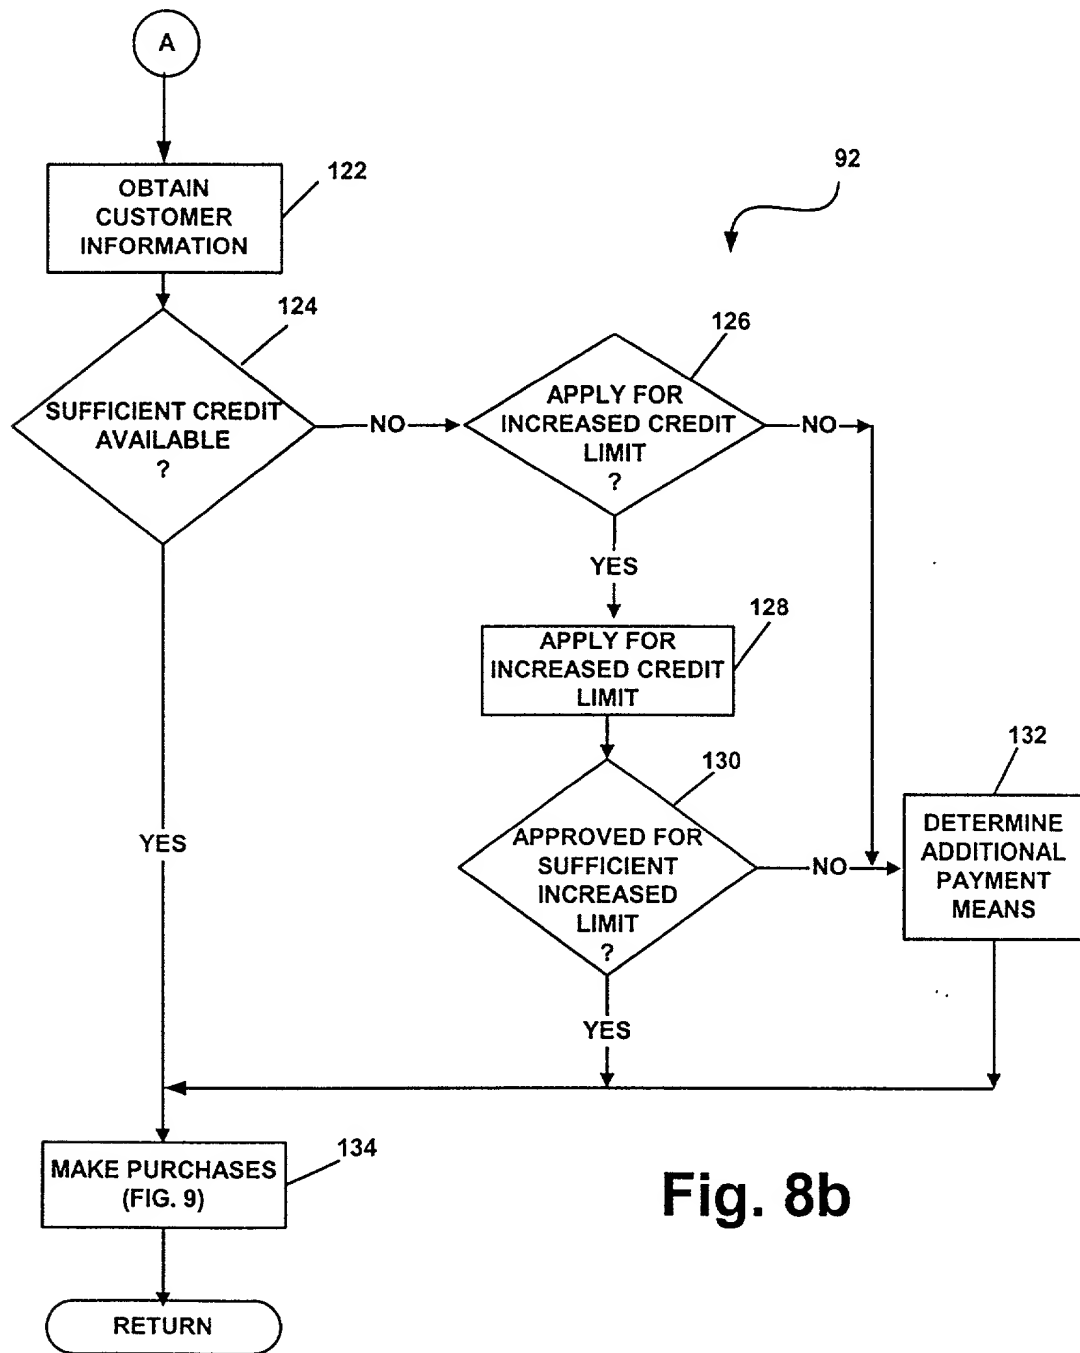 A
OBTAIN
CUSTOMER
INFORMATION
122
92
124
SUFFICIENT CREDIT
AVAILABLE
?
NO
126
APPLY FOR
INCREASED CREDIT
LIMIT
?
NO
YES
128
APPLY FOR
INCREASED CREDIT
LIMIT
130
APPROVED FOR
SUFFICIENT
INCREASED
LIMIT
?
NO
132
DETERMINE
ADDITIONAL
PAYMENT
MEANS
YES
YES
MAKE PURCHASES
(FIG. 9)
134
RETURN
Fig. 8b